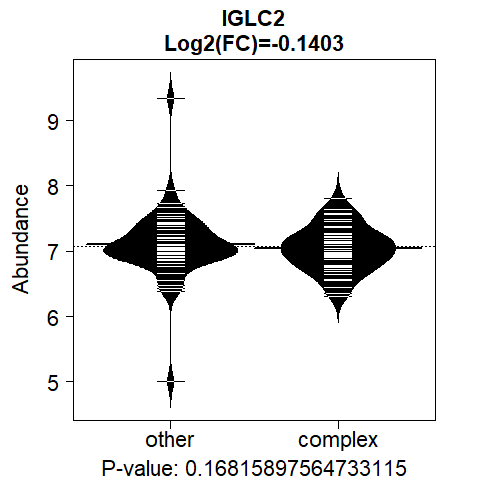 IGLC2
Log2(FC)=-0.1403
Abundance
9
8
7
6
5
other complex
P-value: 0.16815897564733115